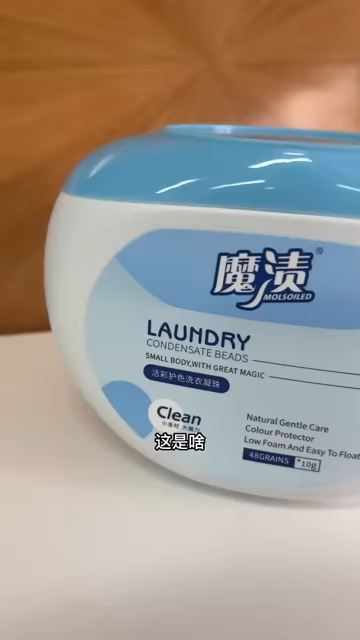 魔渍®
MOLSOILED
LAUNDRY
CONDENSATE BEADS
SMALL BODY,WITH GREAT MAGIC
活彩护色洗衣凝珠
Clean
小身材 大魔力
Natural Gentle Care
Colour Protector
Low Foam And Easy To Float
48GRAINS *10g
这是啥